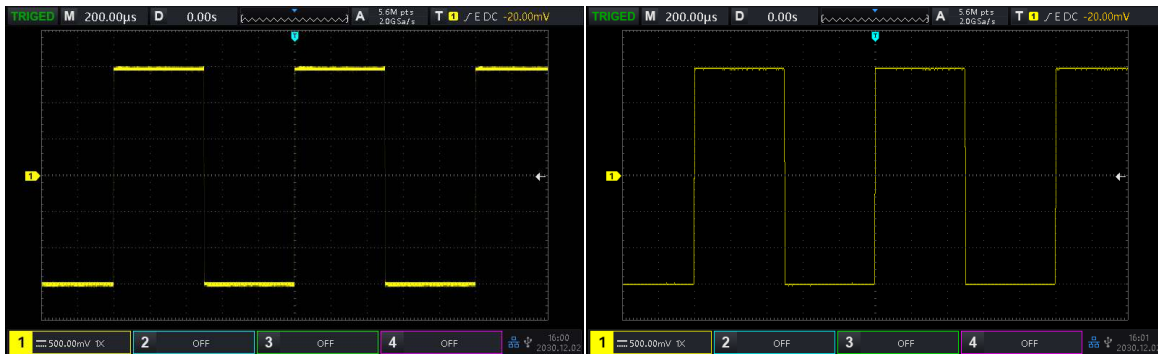 TRIGED M 200.00μs D 0.00s A 5.6M pts 2.0GSa/s T 1 E DC -20.00mV
T
1
1 500.00mV 1X 2 OFF 3 OFF 4 OFF 16:00 2030.12.02
TRIGED M 200.00μs D 0.00s A 5.6M pts 2.0GSa/s T 1 E DC -20.00mV
T
1
1 500.00mV 1X 2 OFF 3 OFF 4 OFF 16:01 2030.12.02